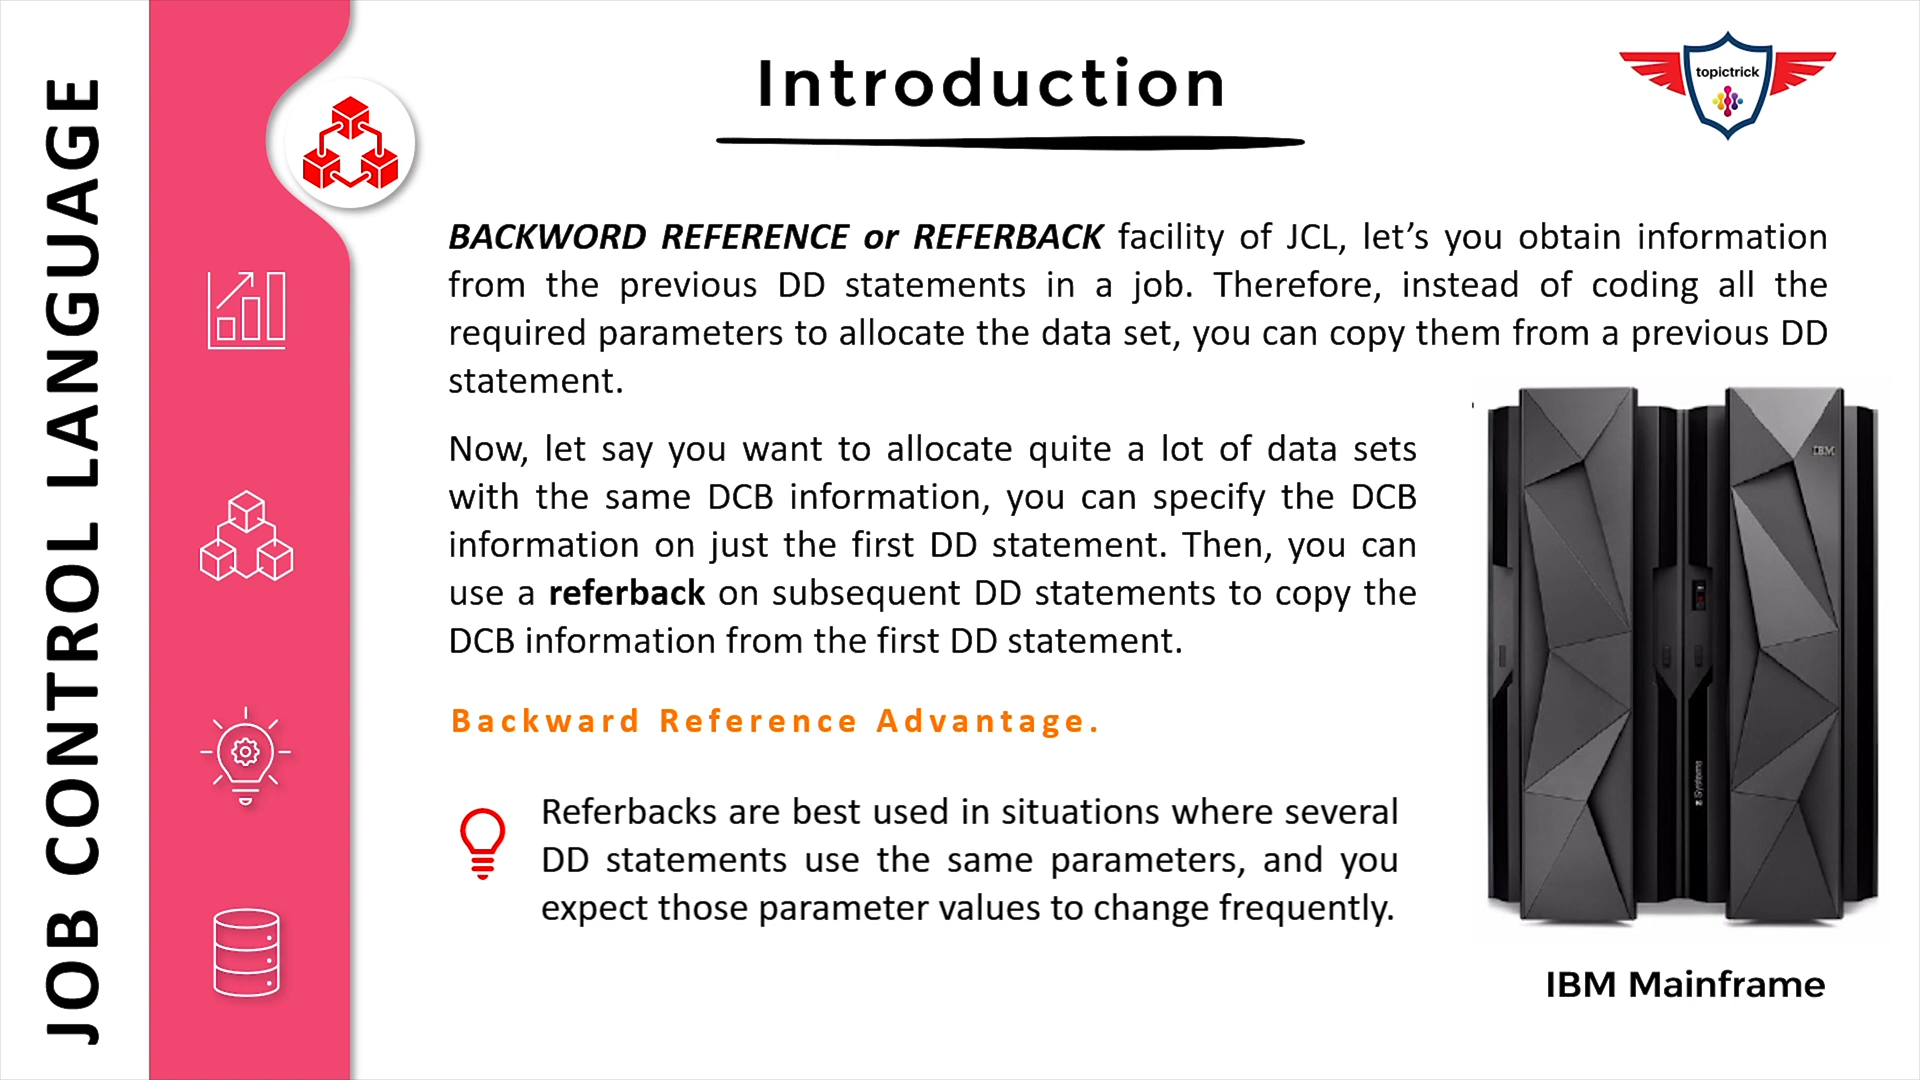 JOB CONTROL LANGUAGE
Introduction
topictrick
BACKWORD REFERENCE or REFERBACK facility of JCL, let’s you obtain information
from the previous DD statements in a job. Therefore, instead of coding all the
required parameters to allocate the data set, you can copy them from a previous DD
statement.
Now, let say you want to allocate quite a lot of data sets
with the same DCB information, you can specify the DCB
information on just the first DD statement. Then, you can
use a referback on subsequent DD statements to copy the
DCB information from the first DD statement.
Backward Reference Advantage.
Referbacks are best used in situations where several
DD statements use the same parameters, and you
expect those parameter values to change frequently.
IBM
z Systems
IBM Mainframe